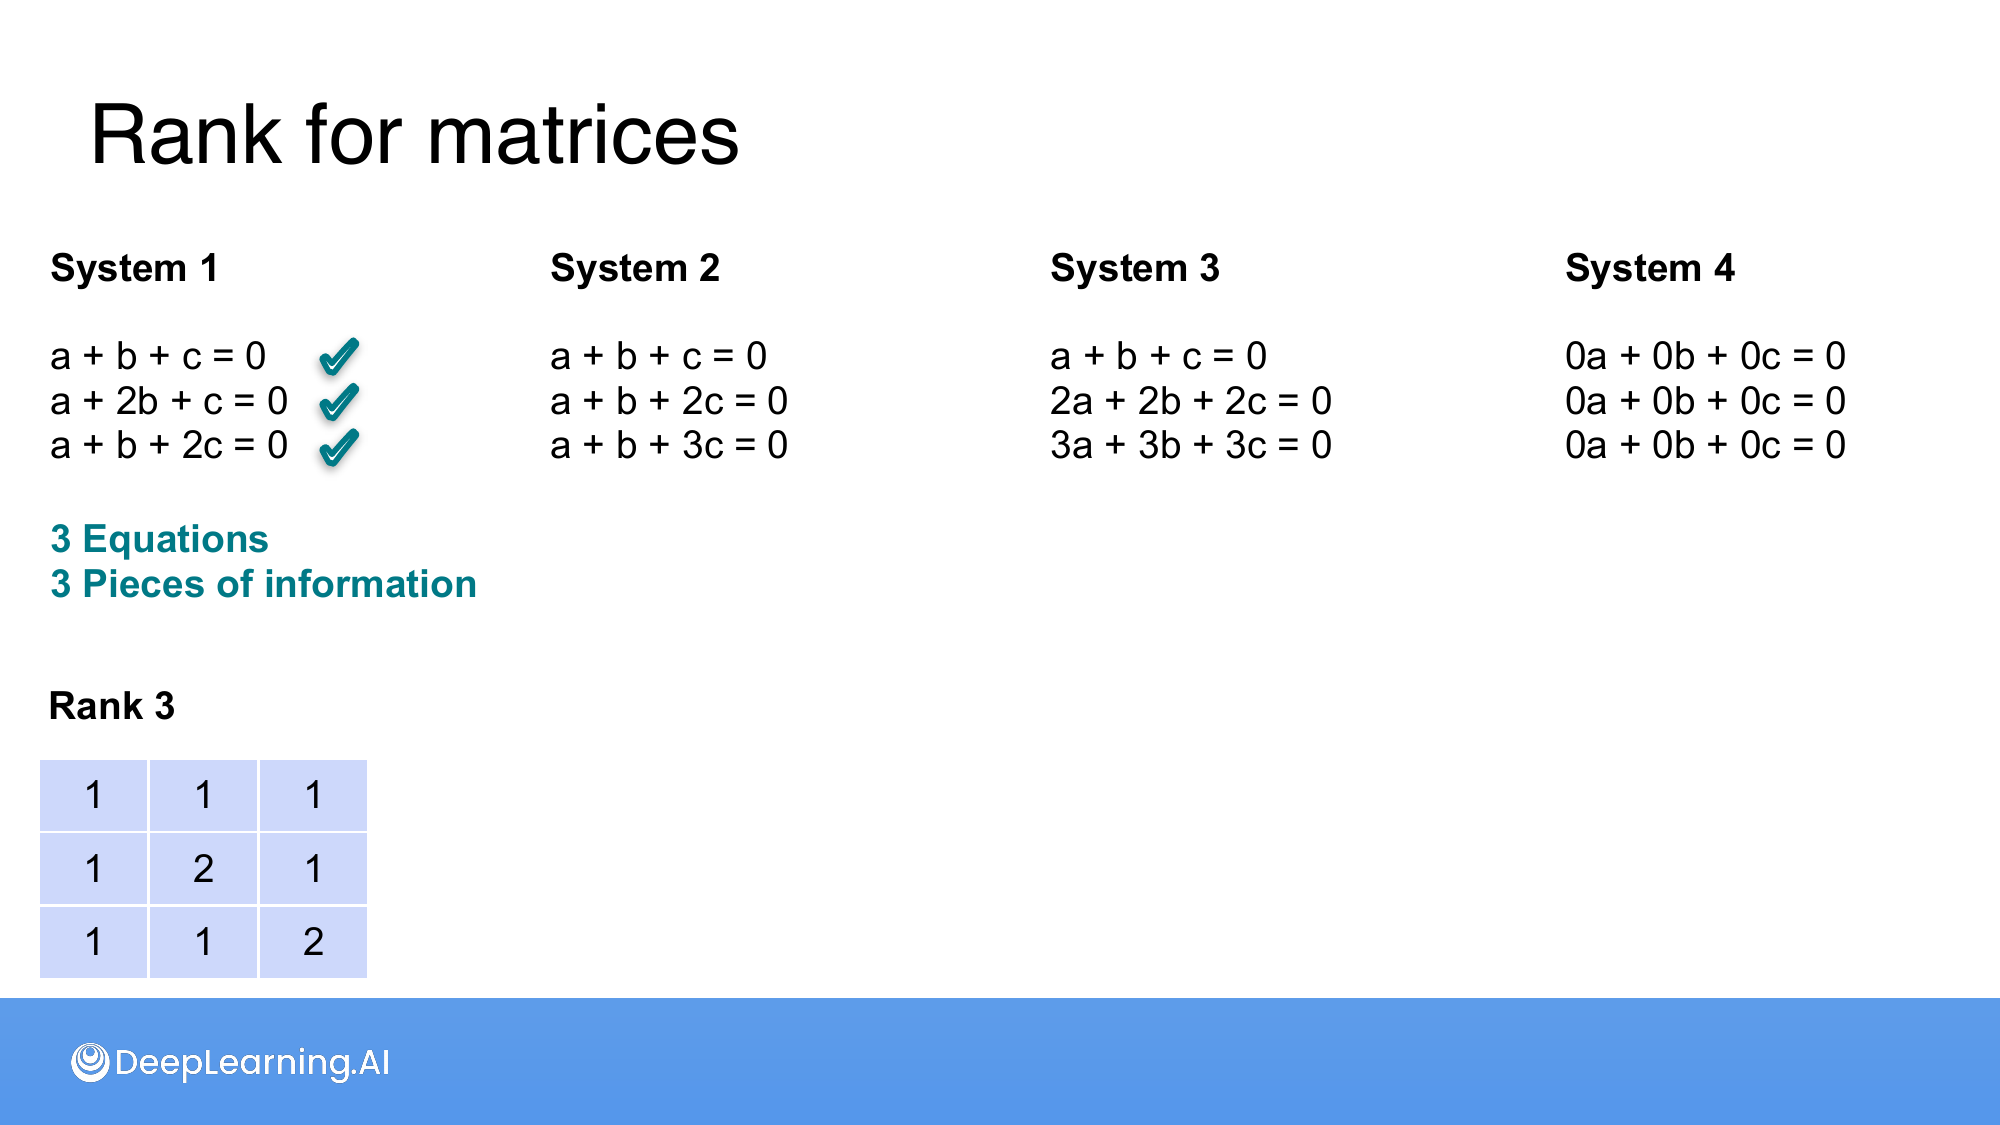 Rank for matrices
System 1
a + b + c = 0
a + 2b + c = 0
a + b + 2c = 0
3 Equations
3 Pieces of information
Rank 3
1 1 1
1 2 1
1 1 2
System 2
a + b + c = 0
a + b + 2c = 0
a + b + 3c = 0
System 3
a + b + c = 0
2a + 2b + 2c = 0
3a + 3b + 3c = 0
System 4
0a + 0b + 0c = 0
0a + 0b + 0c = 0
0a + 0b + 0c = 0
DeepLearning.AI